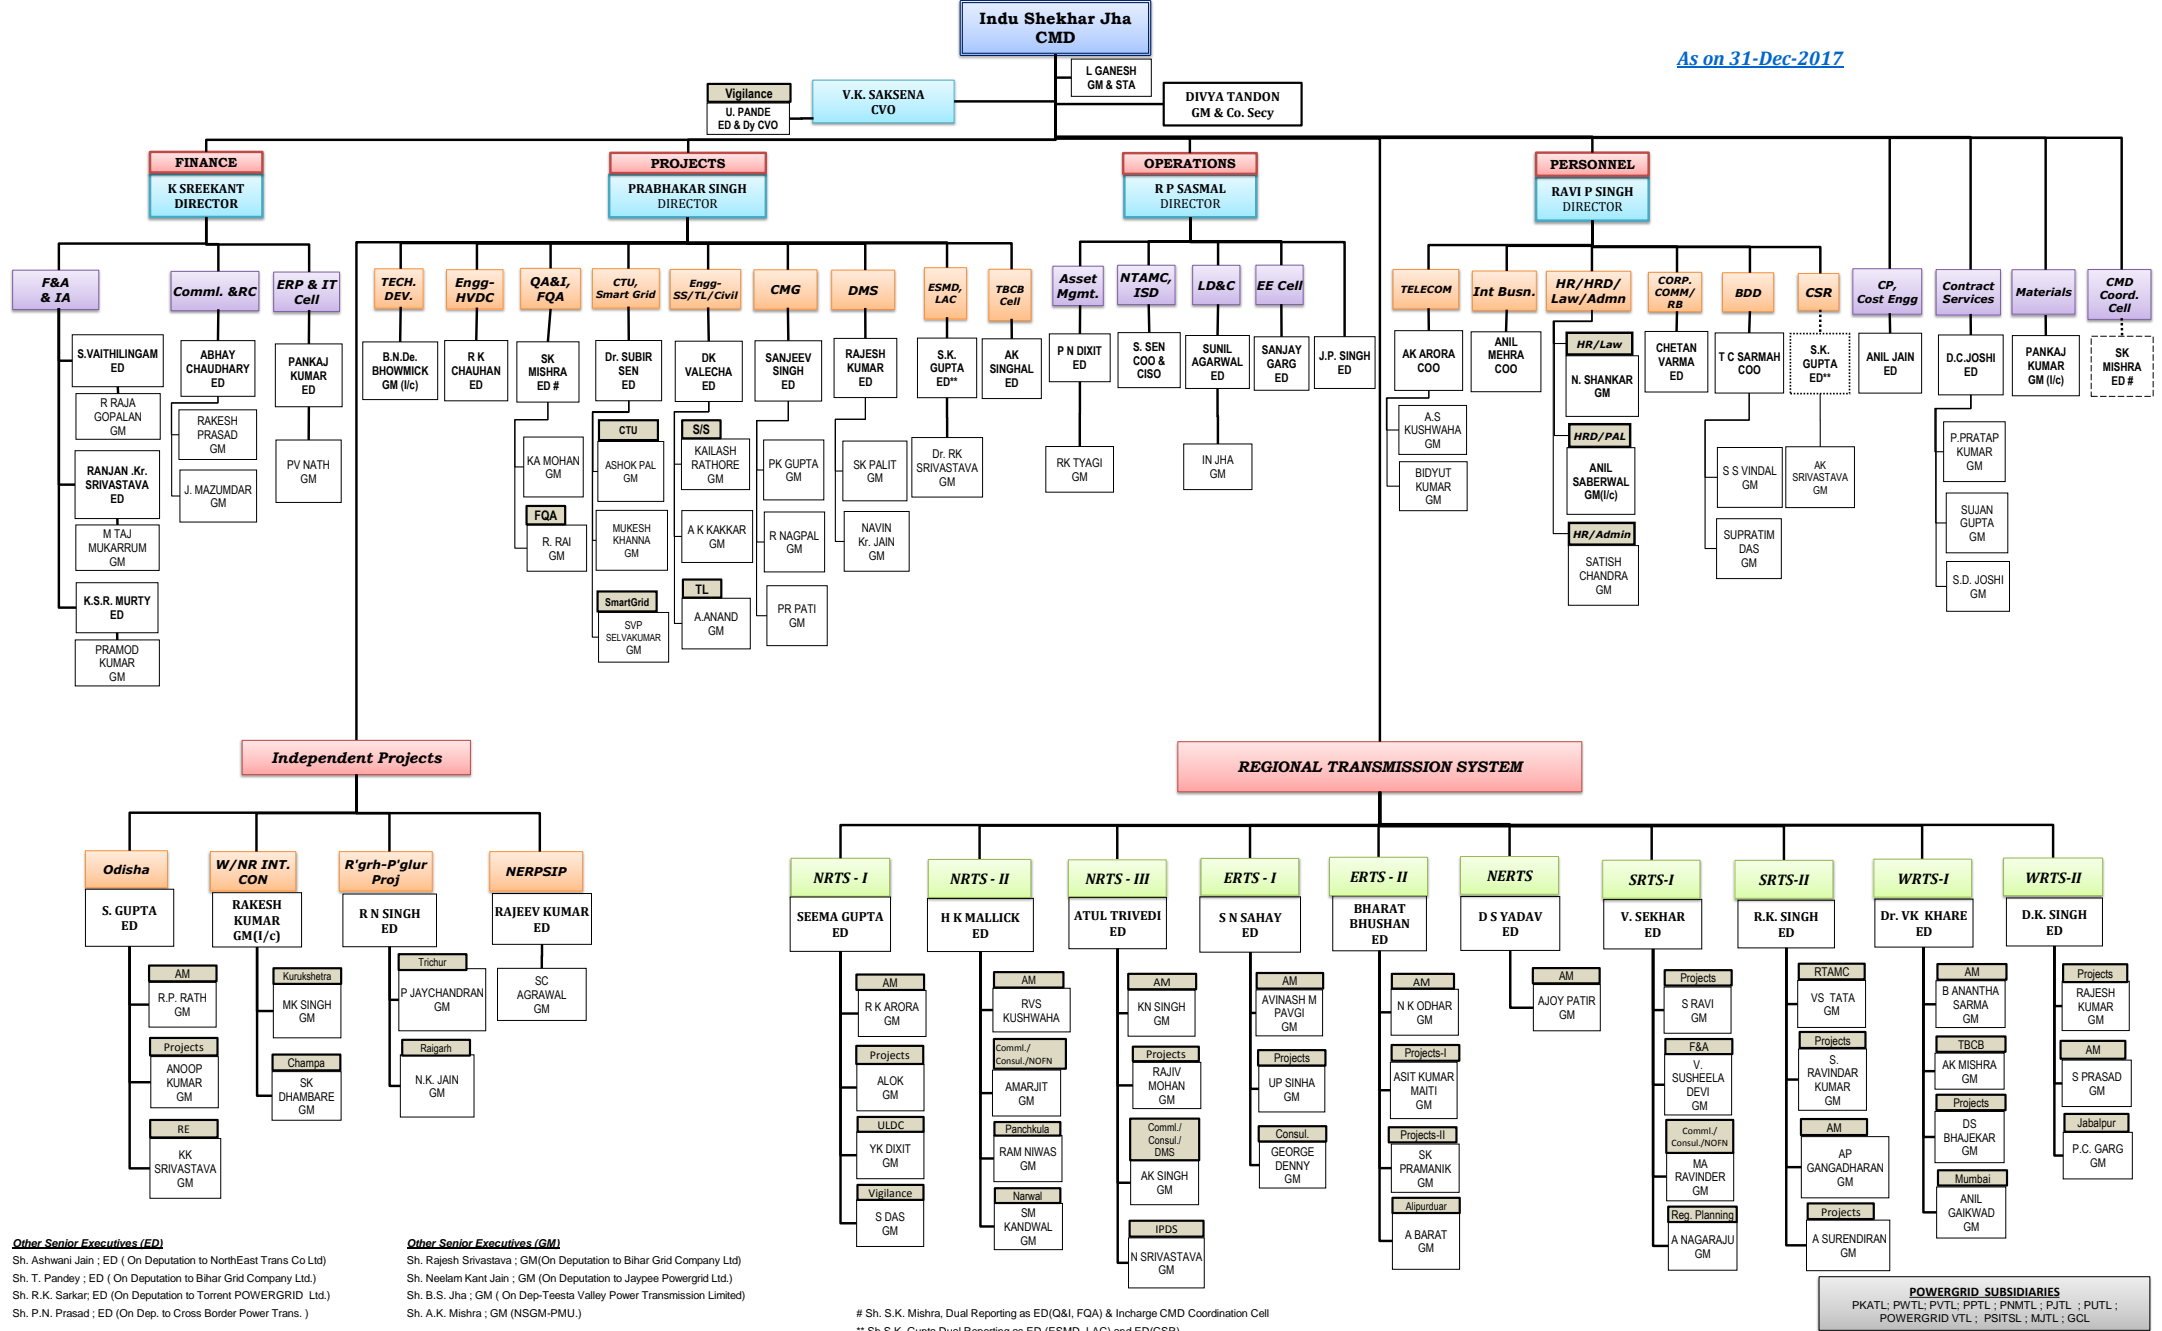 Indu Shekhar Jha
CMD
As on 31-Dec-2017
L GANESH
GM & STA
Vigilance
U. PANDE
ED & Dy CVO
V.K. SAKSENA
CVO
DIVYA TANDON
GM & Co. Secy
FINANCE
K SREEKANT
DIRECTOR
PROJECTS
PRABHAKAR SINGH
DIRECTOR
OPERATIONS
R P SASMAL
DIRECTOR
PERSONNEL
RAVI P SINGH
DIRECTOR
F&A
& IA
S.VAITHILINGAM
ED
R RAJA
GOPALAN
GM
RANJAN .Kr.
SRIVASTAVA
ED
M TAJ
MUKARRUM
GM
K.S.R. MURTY
ED
PRAMOD
KUMAR
GM
Comml. &RC
ABHAY
CHAUDHARY
ED
RAKESH
PRASAD
GM
J. MAZUMDAR
GM
ERP & IT
Cell
PANKAJ
KUMAR
ED
PV NATH
GM
TECH.
DEV.
B.N.De.
BHOWMICK
GM (I/c)
Engg-
HVDC
R K
CHAUHAN
ED
QA&I,
FQA
SK
MISHRA
ED #
KA MOHAN
GM
FQA
R. RAI
GM
CTU,
Smart Grid
Dr. SUBIR
SEN
ED
CTU
ASHOK PAL
GM
MUKESH
KHANNA
GM
SmartGrid
SVP
SELVAKUMAR
GM
Engg-
SS/TL/Civil
DK
VALECHA
ED
S/S
KAILASH
RATHORE
GM
A K KAKKAR
GM
TL
A.ANAND
GM
CMG
SANJEEV
SINGH
ED
PK GUPTA
GM
R NAGPAL
GM
PR PATI
GM
DMS
RAJESH
KUMAR
ED
SK PALIT
GM
NAVIN
Kr. JAIN
GM
ESMD,
LAC
S.K.
GUPTA
ED**
Dr. RK
SRIVASTAVA
GM
TBCB
Cell
AK
SINGHAL
ED
Asset
Mgmt.
P N DIXIT
ED
RK TYAGI
GM
NTAMC,
ISD
S. SEN
COO &
CISO
LD&C
SUNIL
AGARWAL
ED
IN JHA
GM
EE Cell
SANJAY
GARG
ED
J.P. SINGH
ED
TELECOM
AK ARORA
COO
A.S
KUSHWAHA
GM
BIDYUT
KUMAR
GM
Int Busn.
ANIL
MEHRA
COO
HR/HRD/
Law/Admn
HR/Law
N. SHANKAR
GM
HRD/PAL
ANIL
SABERWAL
GM(I/c)
HR/Admin
SATISH
CHANDRA
GM
CORP.
COMM/
RB
CHETAN
VARMA
ED
BDD
T C SARMAH
COO
S S VINDAL
GM
SUPRATIM
DAS
GM
CSR
S.K.
GUPTA
ED**
AK
SRIVASTAVA
GM
CP,
Cost Engg
ANIL JAIN
ED
Contract
Services
D.C.JOSHI
ED
P.PRATAP
KUMAR
GM
SUJAN
GUPTA
GM
S.D. JOSHI
GM
Materials
PANKAJ
KUMAR
GM (I/c)
CMD
Coord.
Cell
SK
MISHRA
ED #
Independent Projects
REGIONAL TRANSMISSION SYSTEM
Odisha
S. GUPTA
ED
AM
R.P. RATH
GM
Projects
ANOOP
KUMAR
GM
RE
KK
SRIVASTAVA
GM
W/NR INT.
CON
RAKESH
KUMAR
GM(I/c)
Kurukshetra
MK SINGH
GM
Champa
SK
DHAMBARE
GM
R'grh-P'glur
Proj
R N SINGH
ED
Trichur
P JAYCHANDRAN
GM
Raigarh
N.K. JAIN
GM
NERPSIP
RAJEEV KUMAR
ED
SC
AGRAWAL
GM
NRTS - I
SEEMA GUPTA
ED
AM
R K ARORA
GM
Projects
ALOK
GM
ULDC
YK DIXIT
GM
Vigilance
S DAS
GM
NRTS - II
H K MALLICK
ED
AM
RVS
KUSHWAHA
Comml./
Consul./NOFN
AMARJIT
GM
Panchkula
RAM NIWAS
GM
Narwal
SM
KANDWAL
GM
NRTS - III
ATUL TRIVEDI
ED
AM
KN SINGH
GM
Projects
RAJIV
MOHAN
GM
Comml./
Consul./
DMS
AK SINGH
GM
IPDS
N SRIVASTAVA
GM
ERTS - I
S N SAHAY
ED
AM
AVINASH M
PAVGI
GM
Projects
UP SINHA
GM
Consul.
GEORGE
DENNY
GM
ERTS - II
BHARAT
BHUSHAN
ED
AM
N K ODHAR
GM
Projects-I
ASIT KUMAR
MAITI
GM
Projects-II
SK
PRAMANIK
GM
Alipurduar
A BARAT
GM
NERTS
D S YADAV
ED
AM
AJOY PATIR
GM
SRTS-I
V. SEKHAR
ED
Projects
S RAVI
GM
F&A
V.
SUSHEELA
DEVI
GM
Comml./
Consul./NOFN
MA
RAVINDER
GM
Reg. Planning
A NAGARAJU
GM
SRTS-II
R.K. SINGH
ED
RTAMC
VS TATA
GM
Projects
S.
RAVINDAR
KUMAR
GM
AM
AP
GANGADHARAN
GM
Projects
A SURENDIRAN
GM
WRTS-I
Dr. VK KHARE
ED
AM
B ANANTHA
SARMA
GM
TBCB
AK MISHRA
GM
Projects
DS
BHAJEKAR
GM
Mumbai
ANIL
GAIKWAD
GM
WRTS-II
D.K. SINGH
ED
Projects
RAJESH
KUMAR
GM
AM
S PRASAD
GM
Jabalpur
P.C. GARG
GM
Other Senior Executives (ED)
Sh. Ashwani Jain ; ED ( On Deputation to NorthEast Trans Co Ltd)
Sh. T. Pandey ; ED ( On Deputation to Bihar Grid Company Ltd.)
Sh. R.K. Sarkar; ED (On Deputation to Torrent POWERGRID Ltd.)
Sh. P.N. Prasad ; ED (On Dep. to Cross Border Power Trans. )
Other Senior Executives (GM)
Sh. Rajesh Srivastava ; GM(On Deputation to Bihar Grid Company Ltd)
Sh. Neelam Kant Jain ; GM (On Deputation to Jaypee Powergrid Ltd.)
Sh. B.S. Jha ; GM ( On Dep-Teesta Valley Power Transmission Limited)
Sh. A.K. Mishra ; GM (NSGM-PMU.)
# Sh. S.K. Mishra, Dual Reporting as ED(Q&I, FQA) & Incharge CMD Coordination Cell
** Sh S.K. Gupta Dual Reporting as ED (ESMD, LAC) and ED(CSR)
POWERGRID SUBSIDIARIES
PKATL; PWTL; PVTL; PPTL ; PNMTL ; PJTL ; PUTL ;
POWERGRID VTL ; PSITSL ; MJTL ; GCL